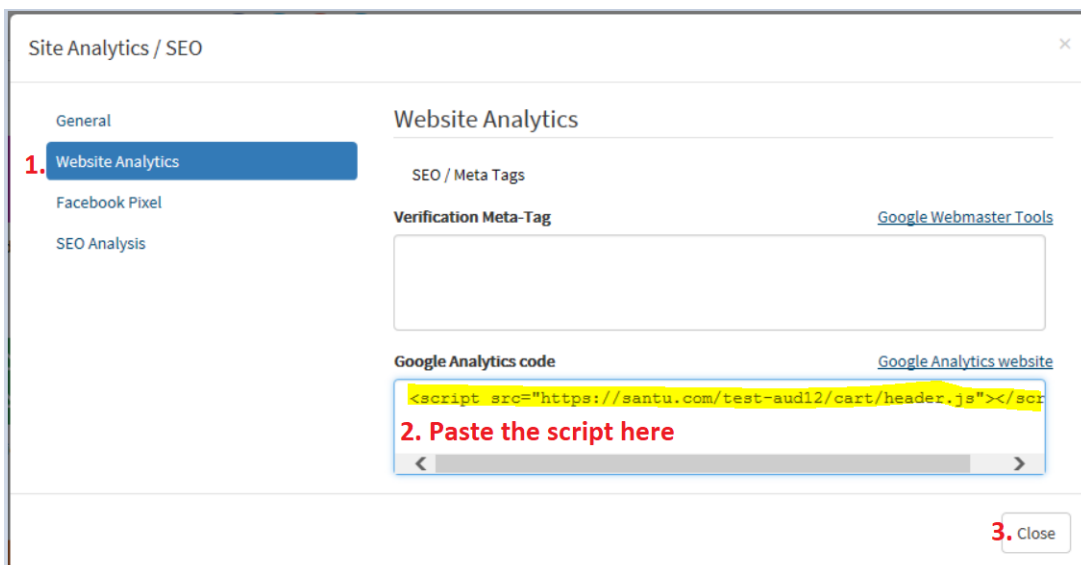 Site Analytics / SEO
×
General
1. Website Analytics
Facebook Pixel
SEO Analysis
Website Analytics
SEO / Meta Tags
Verification Meta-Tag Google Webmaster Tools
Google Analytics code Google Analytics website
<script src="https://santu.com/test-aud12/cart/header.js"></scr
2. Paste the script here
3. Close